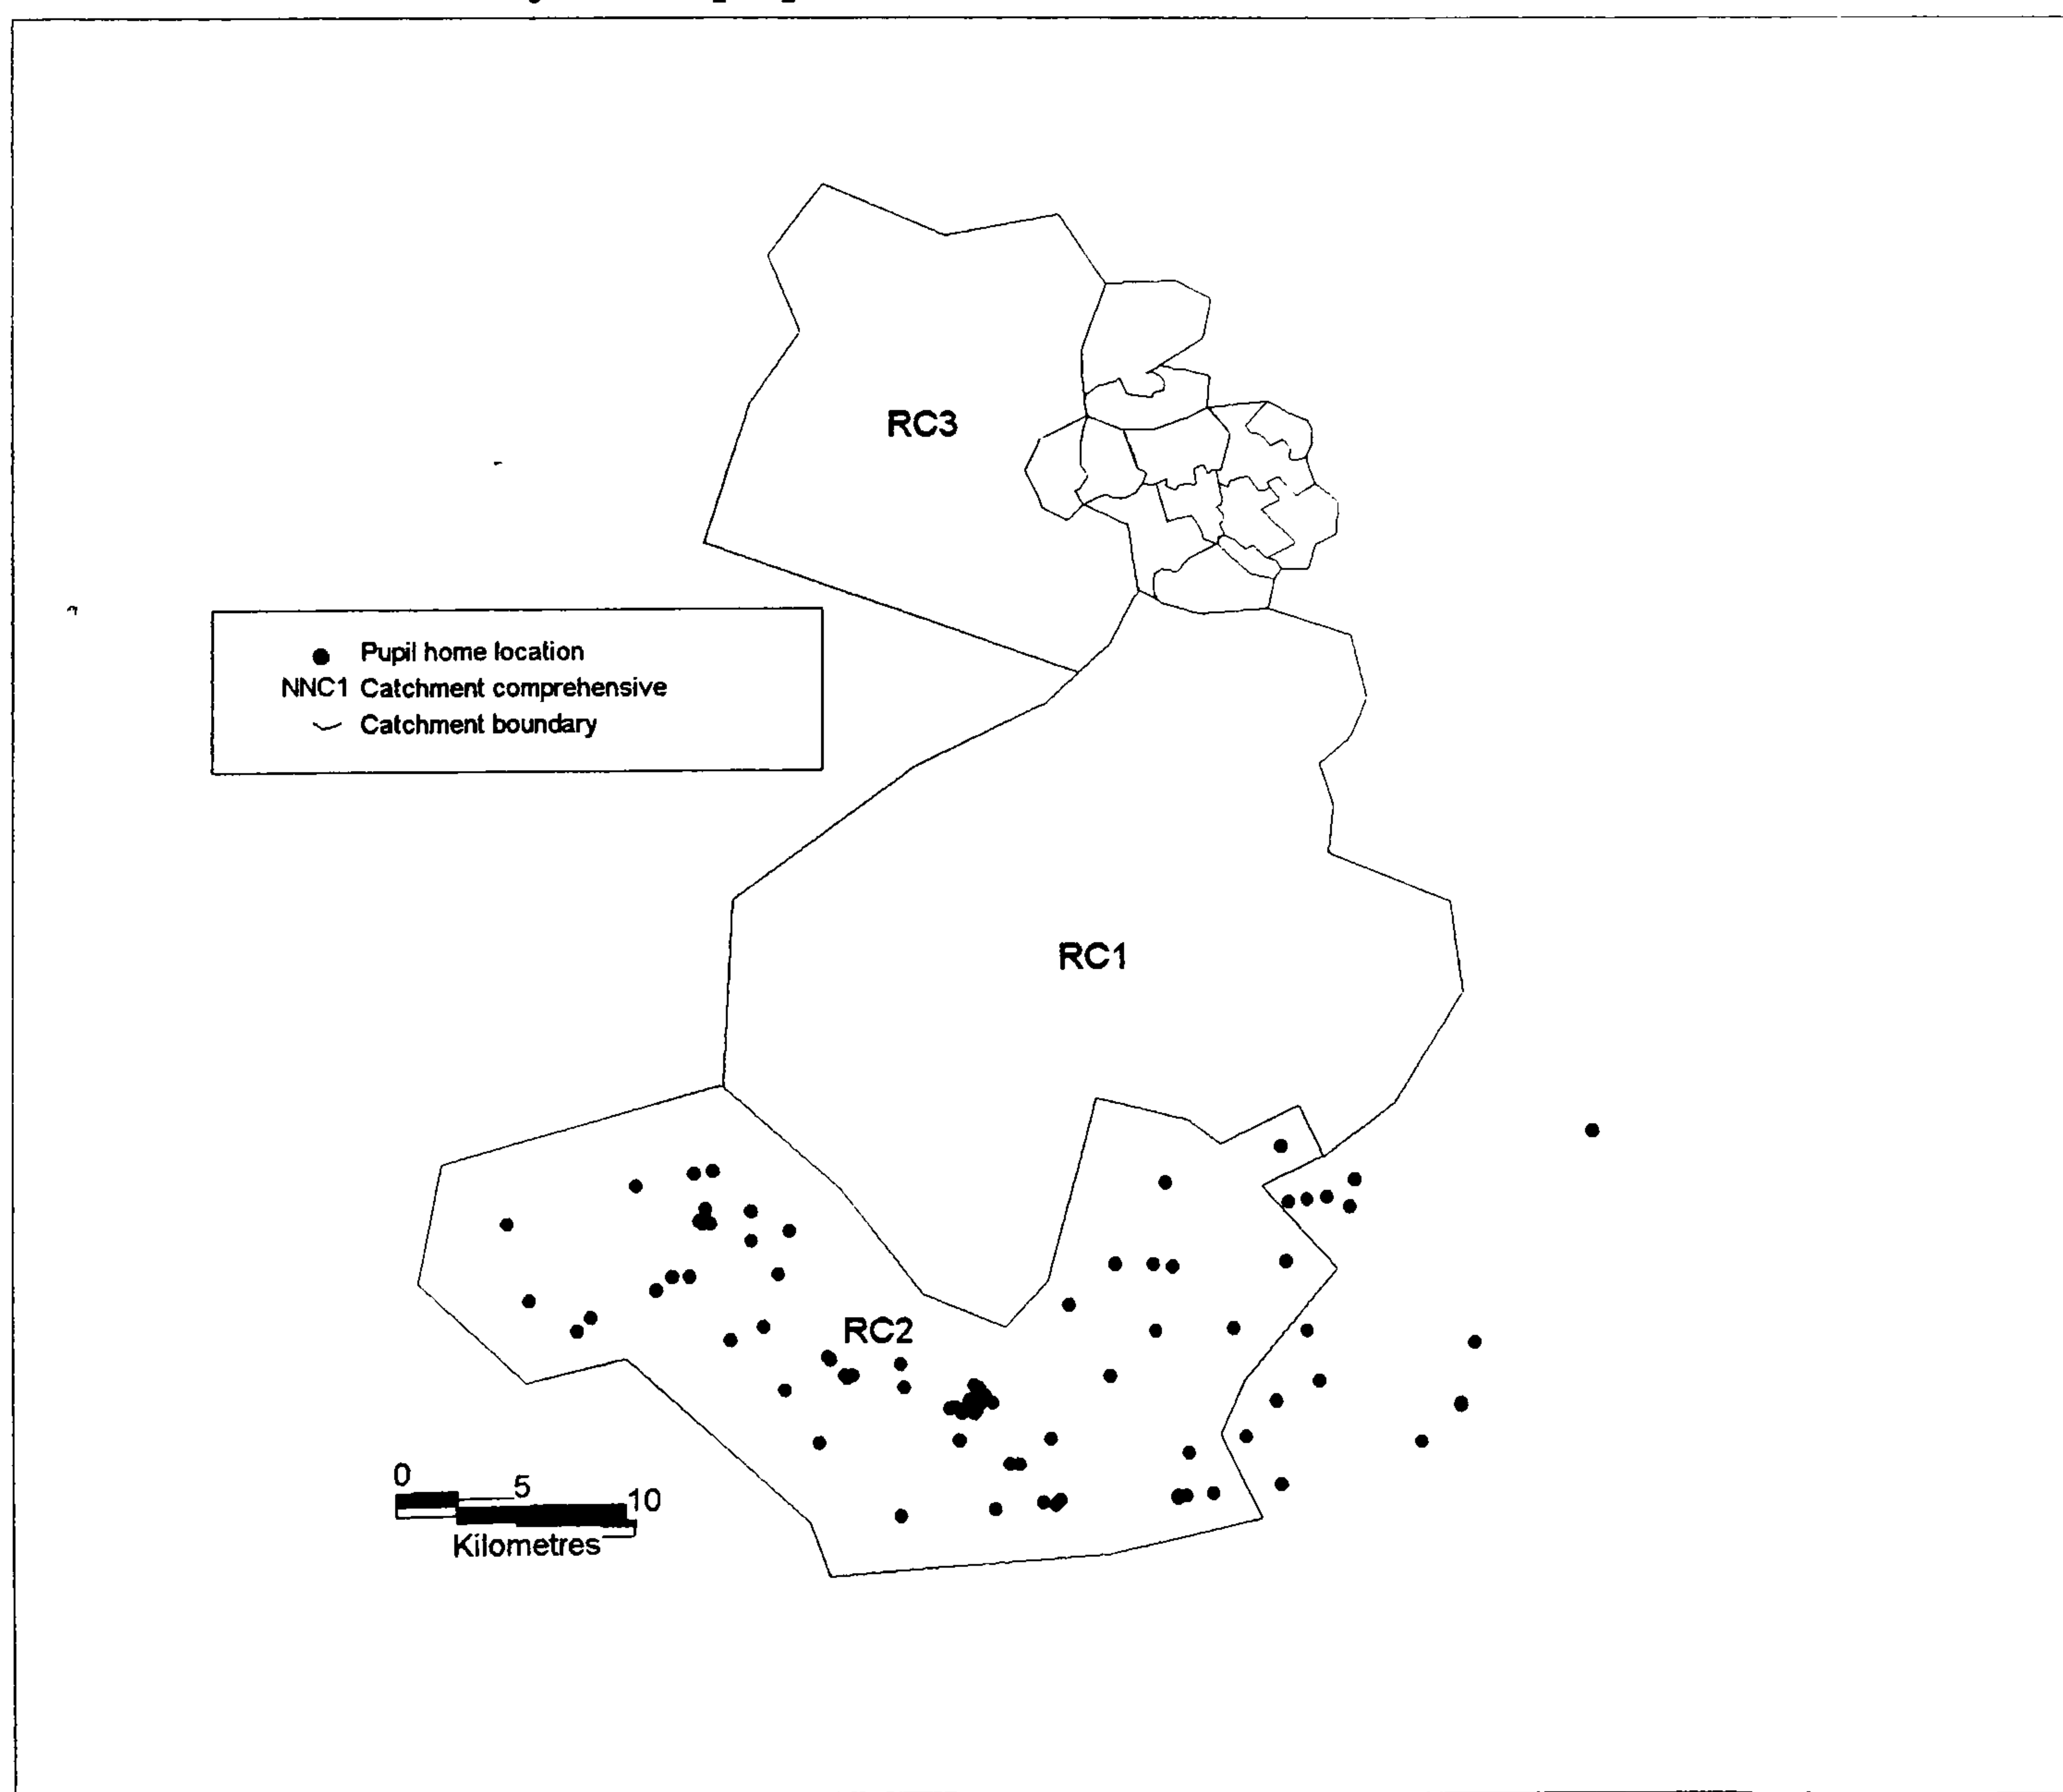 RC3
Pupil home location
NNC1 Catchment comprehensive
Catchment boundary
RC1
RC2
0 5 10
Kilometres